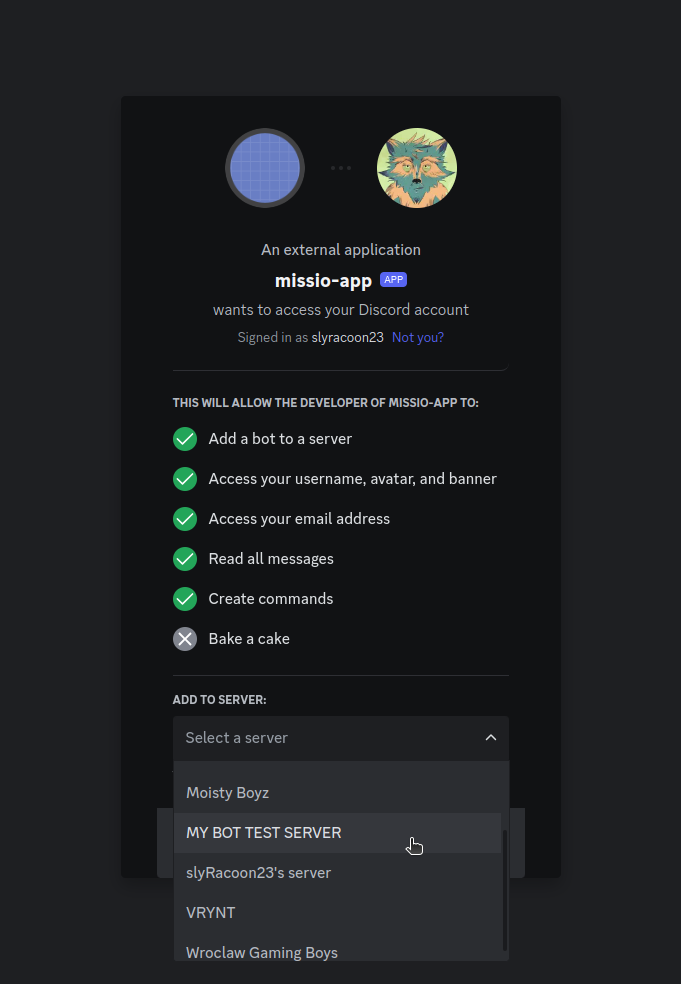 An external application
missio-app APP
wants to access your Discord account
Signed in as slyracoon23 Not you?
THIS WILL ALLOW THE DEVELOPER OF MISSIO-APP TO:
Add a bot to a server
Access your username, avatar, and banner
Access your email address
Read all messages
Create commands
Bake a cake
ADD TO SERVER:
Select a server
Moisty Boyz
MY BOT TEST SERVER
slyRacoon23's server
VRYNT
Wroclaw Gaming Boys